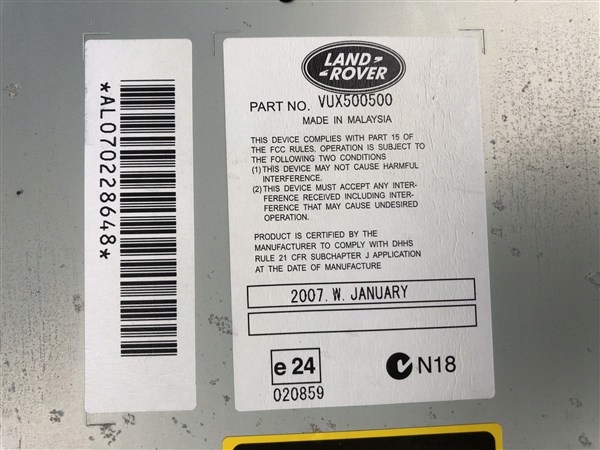 *AL070228648*
LAND-
-ROVER
PART NO. VUX500500
MADE IN MALAYSIA
THIS DEVICE COMPLIES WITH PART 15 OF
THE FCC RULES, OPERATION IS SUBJECT TO
THE FOLLOWING TWO CONDITIONS
(1) THIS DEVICE MAY NOT CAUSE HARMFUL
INTERFERENCE.
(2) THIS DEVICE MUST ACCEPT ANY INTER-
FERENCE RECEIVED INCLUDING INTER-
FERENCE THAT MAY CAUSE UNDESIRED
OPERATION.
PRODUCT IS CERTIFIED BY THE
MANUFACTURER TO COMPLY WITH DHHS
RULE 21 CFR SUBCHAPTER J APPLICATION
AT THE DATE OF MANUFACTURE
2007. W. JANUARY
e 24
020859
N18